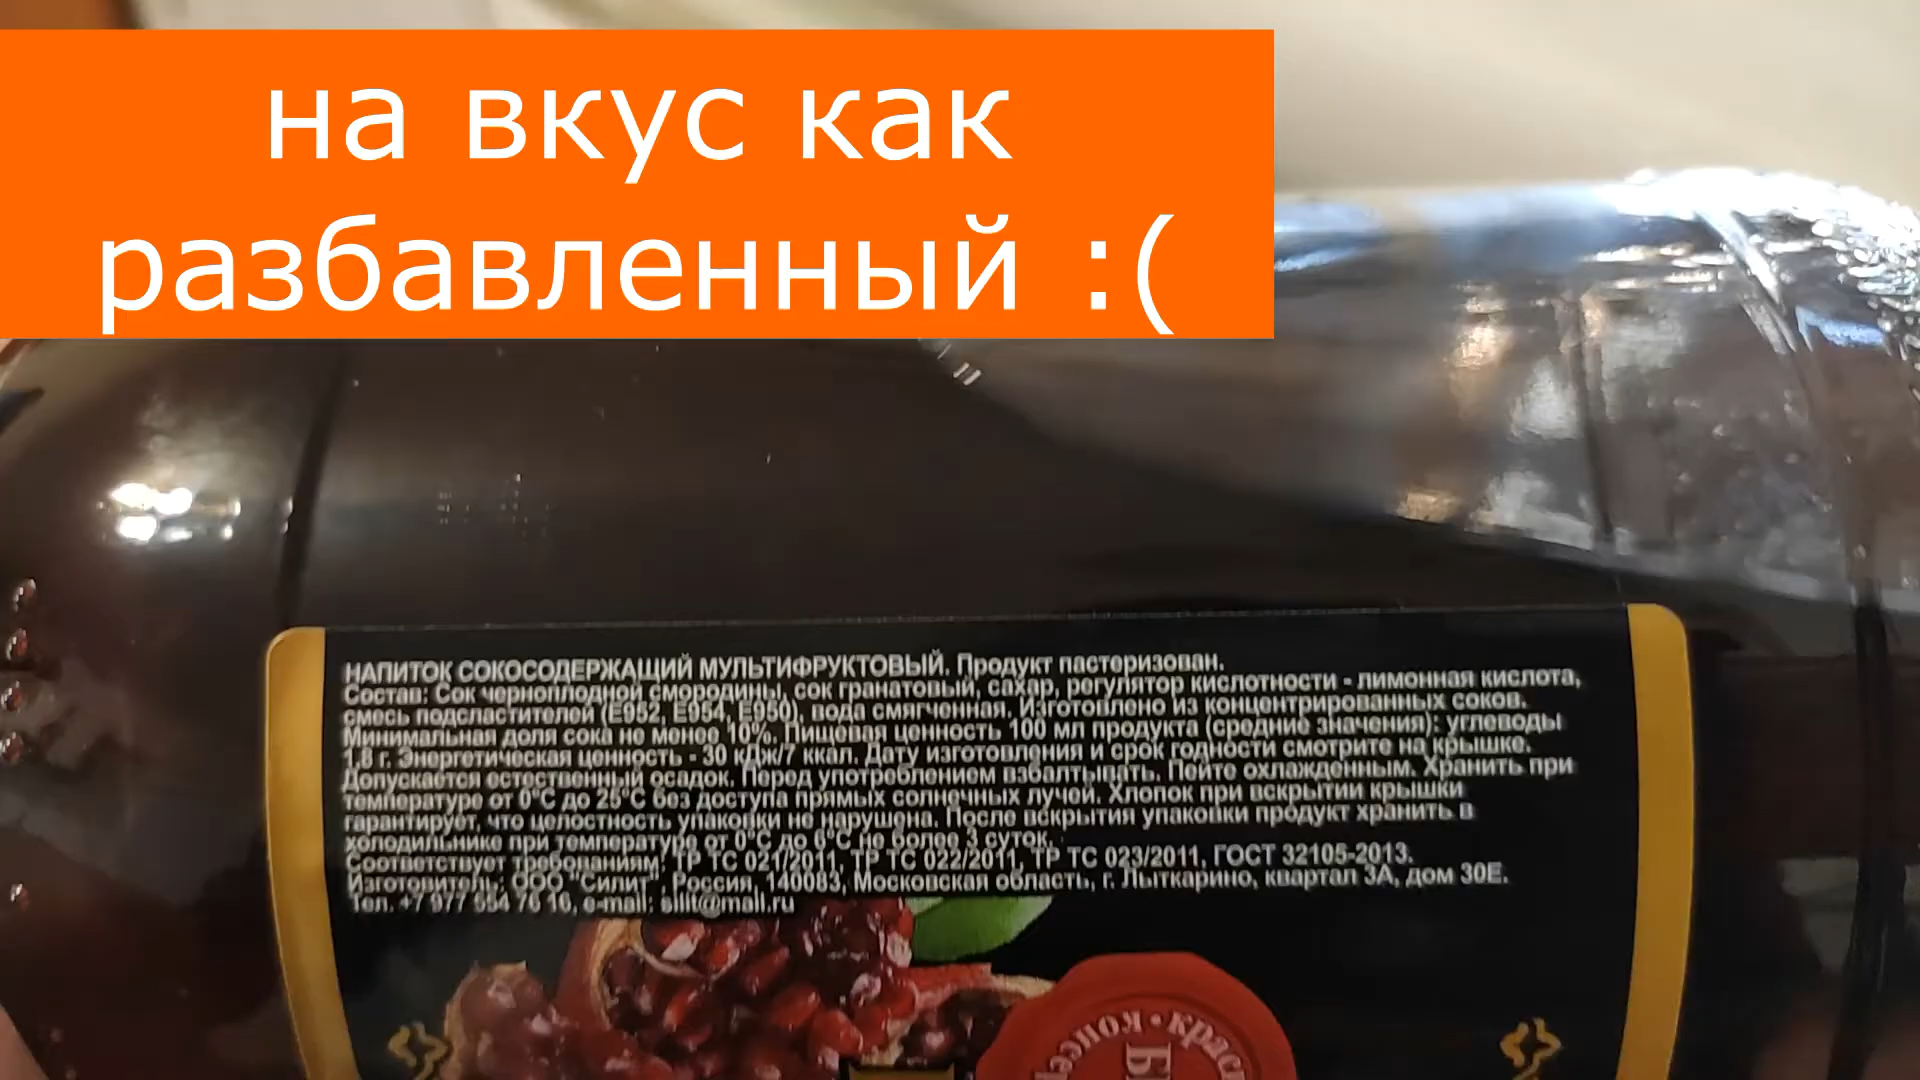 на вкус как
разбавленный :(
НАПИТОК СОКОСОДЕРЖАЩИЙ МУЛЬТИФРУКТОВЫЙ. Продукт пастеризован.
Состав: Сок черноплодной смородины, сок гранатовый, сахар, регулятор кислотности - лимонная кислота,
смесь подсластителей (Е952, Е954, Е950), вода смягченная. Изготовлено из концентрированных соков.
Минимальная доля сока не менее 10%. Пищевая ценность 100 мл продукта (средние значения): углеводы
1,8 г. Энергетическая ценность - 30 кДж/7 ккал. Дату изготовления и срок годности смотрите на крышке.
Допускается естественный осадок. Перед употреблением взбалтывать. Пейте охлажденным. Хранить при
температуре от 0°С до 25°С без доступа прямых солнечных лучей. Хлопок при вскрытии крышки
гарантирует, что целостность упаковки не нарушена. После вскрытия упаковки продукт хранить в
холодильнике при температуре от 0°С до 6°С не более 3 суток.
Соответствует требованиям: ТР ТС 021/2011, ТР ТС 022/2011, ТР ТС 023/2011, ГОСТ 32105-2013.
Изготовитель: ООО "Силит", Россия, 140083, Московская область, г. Лыткарино, квартал 3А, дом 30Е.
Тел. +7 977 554 76 16, e-mail: silit@mail.ru